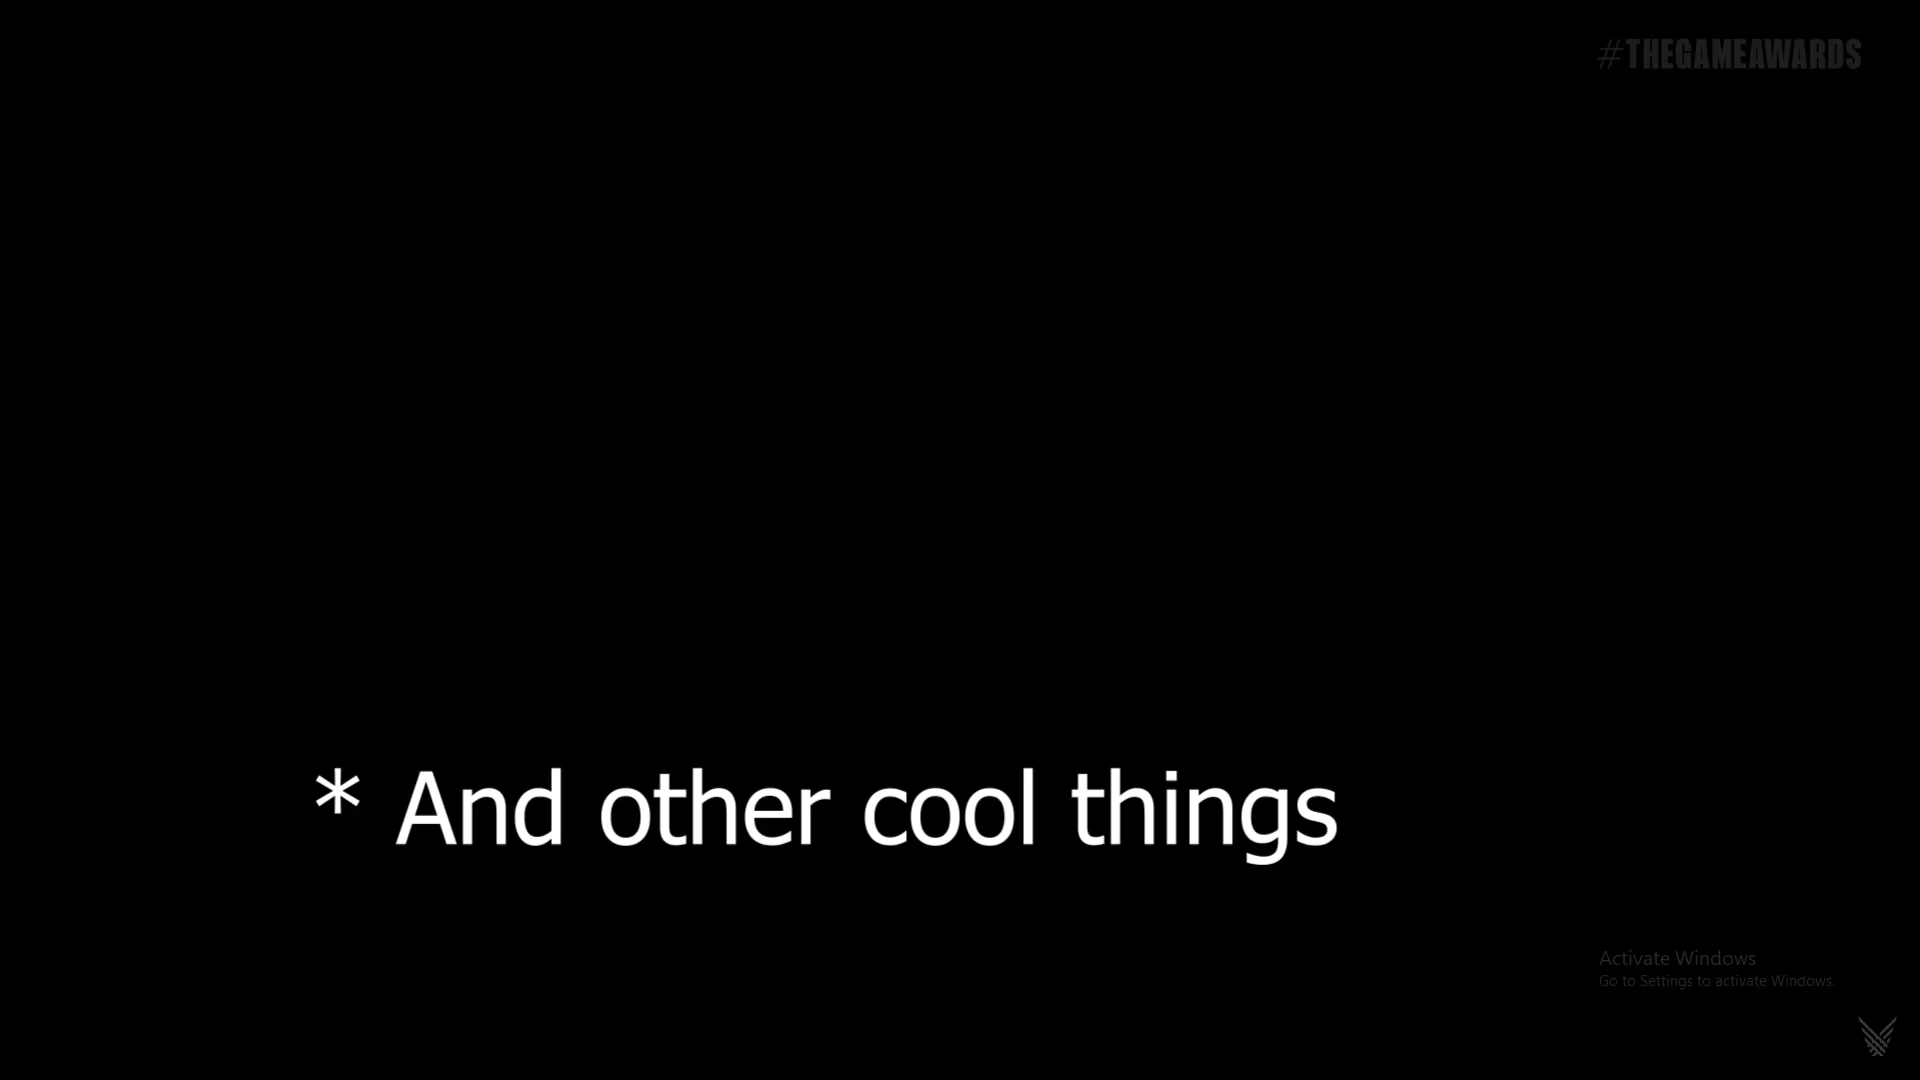 #THEGAMEAWARDS
* And other cool things
Activate Windows
Go to Settings to activate Windows.